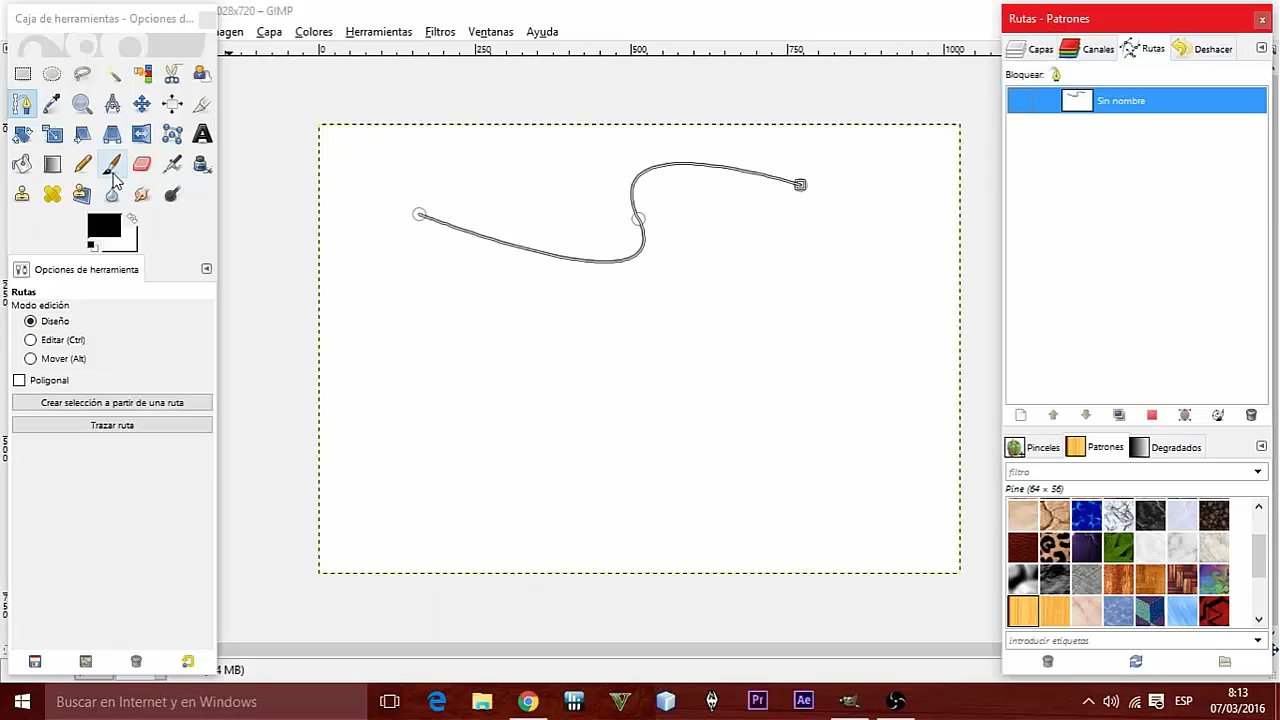 Caja de herramientas - Opciones d...
028x720 – GIMP
Rutas - Patrones
agen Capa Colores Herramientas Filtros Ventanas Ayuda
0 250 500 750 1000
Capas Canales Rutas Deshacer
Bloquear:
Sin nombre
Opciones de herramienta
Rutas
Modo edición
Diseño
Editar (Ctrl)
Mover (Alt)
Poligonal
Crear selección a partir de una ruta
Trazar ruta
Pinceles Patrones Degradados
filtro
Pine (64 × 56)
introducir etiquetas
4 MB)
Buscar en Internet y en Windows
Pr Ae
ESP
8:13
07/03/2016